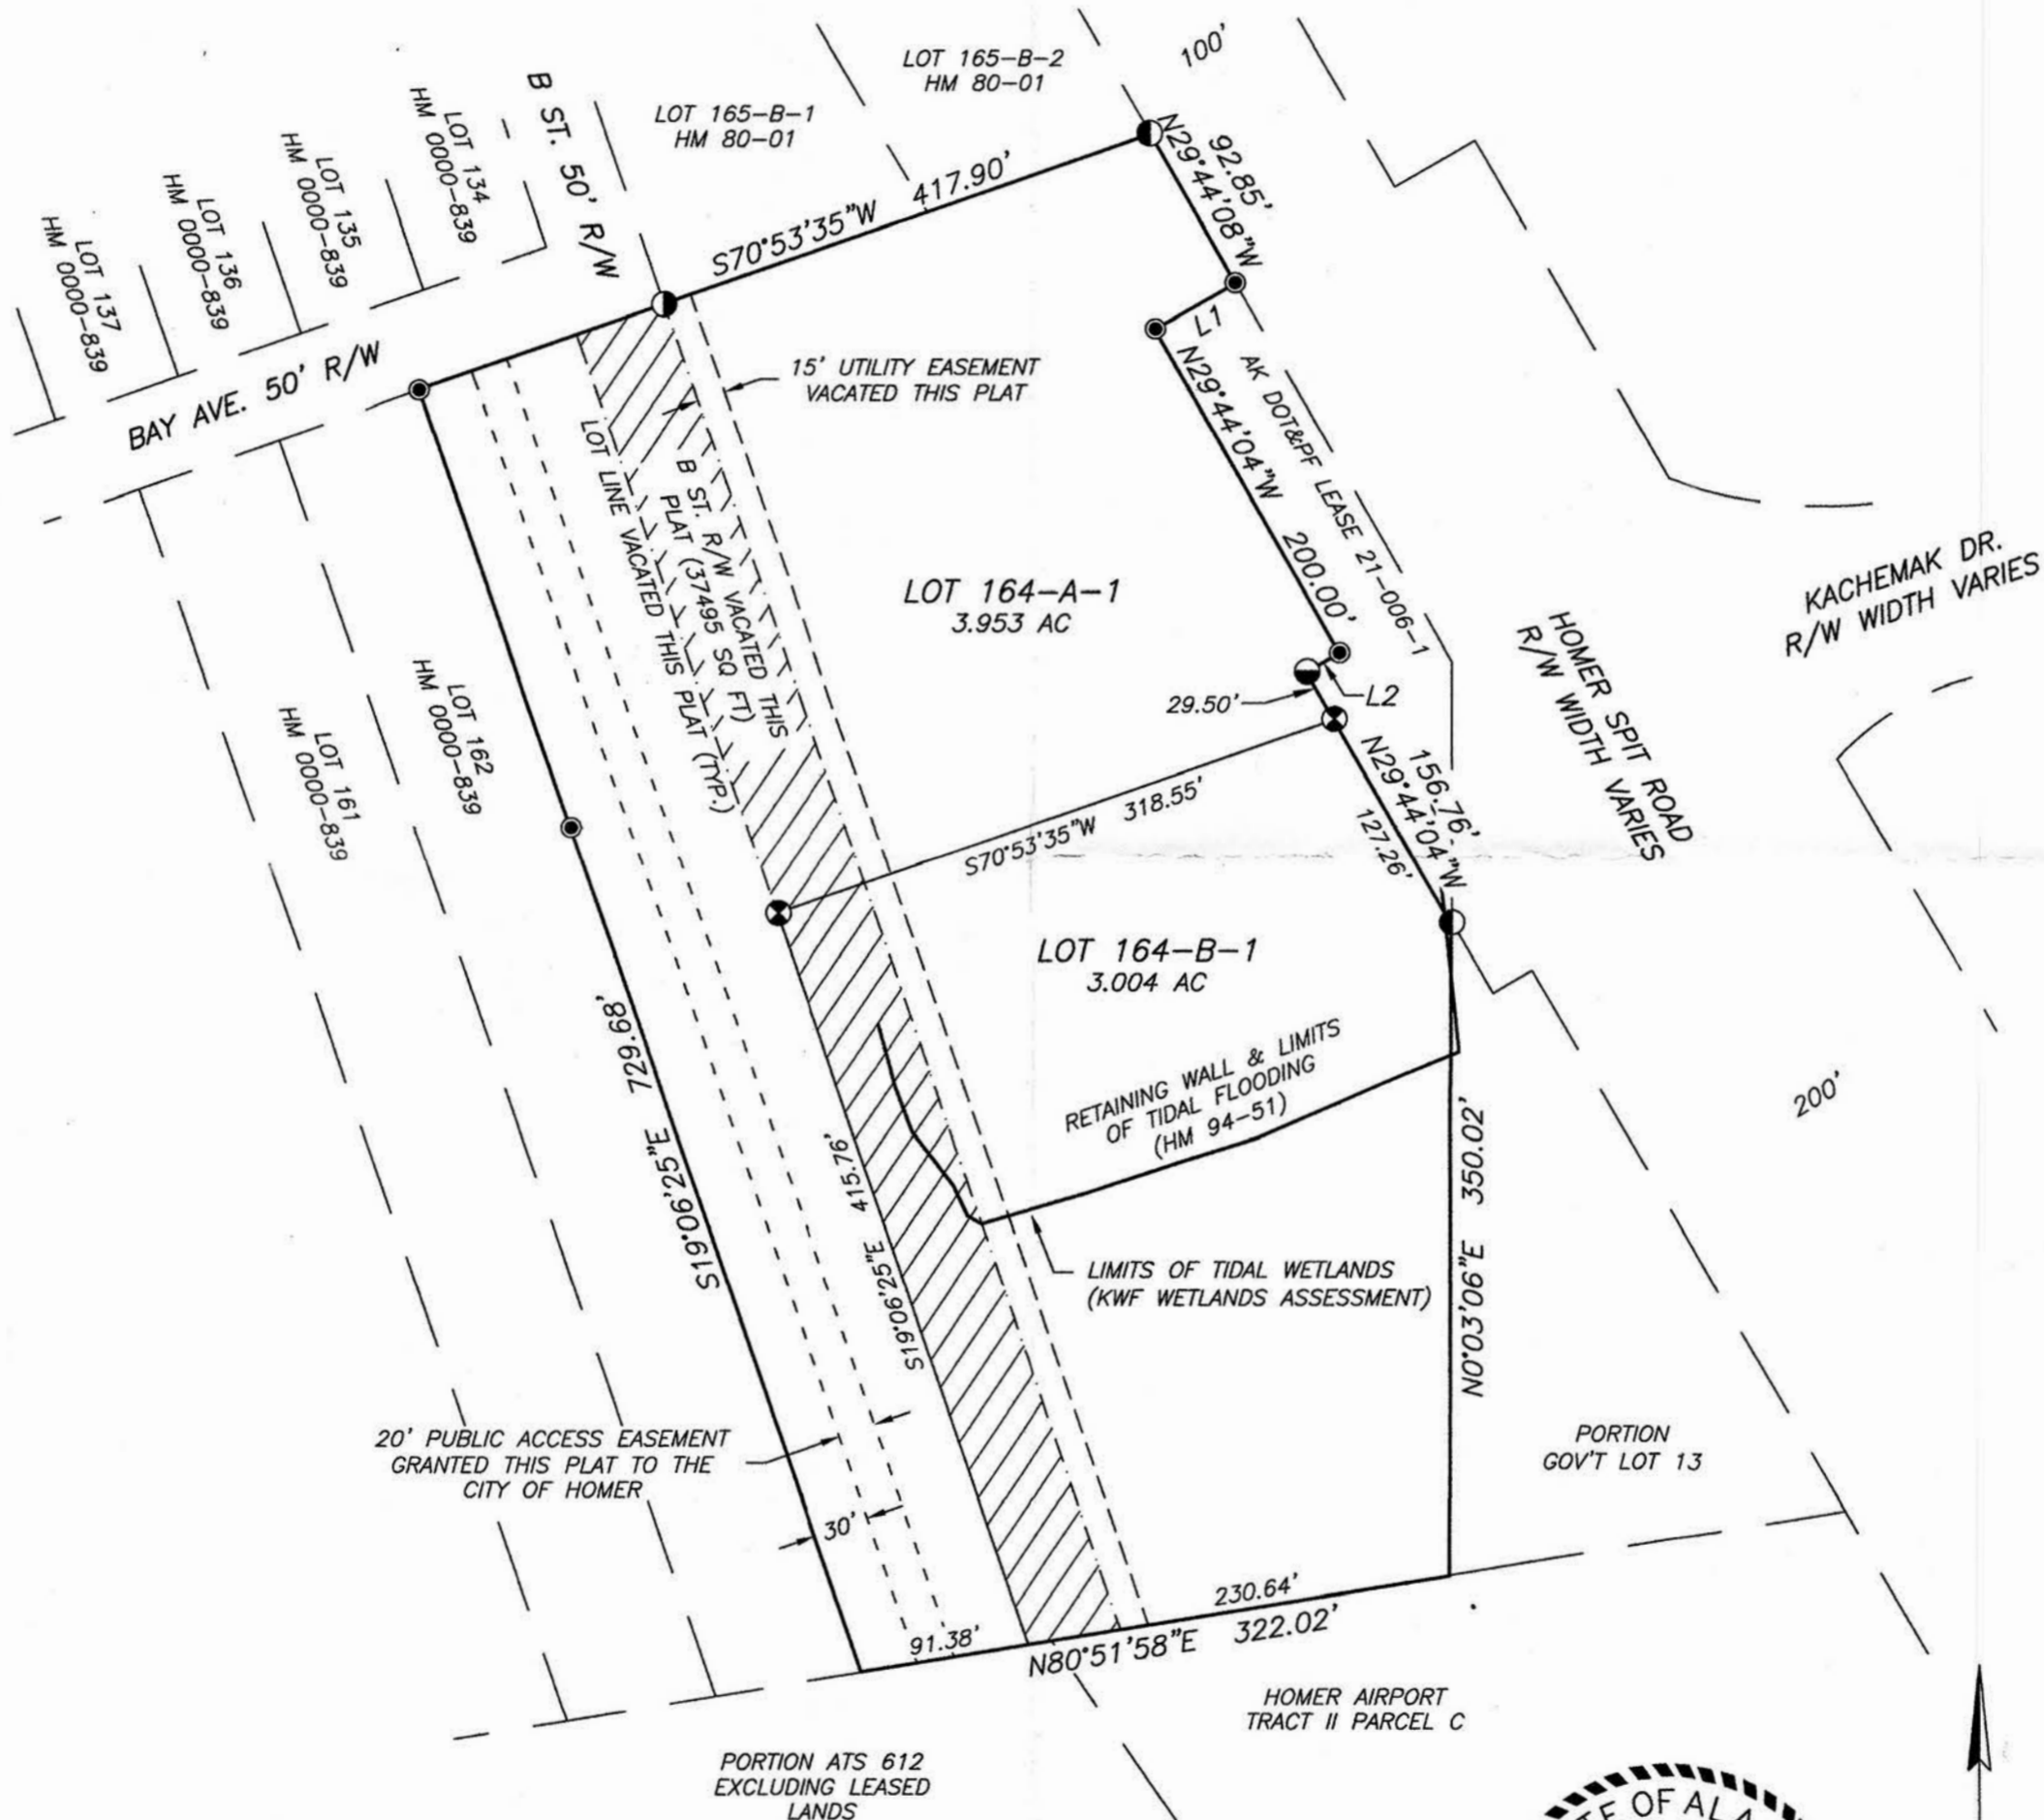 LOT 165-B-2
HM 80-01
100'
LOT 165-B-1
HM 80-01
B ST. 50' R/W
LOT 134
HM 0000-839
LOT 135
HM 0000-839
LOT 136
HM 0000-839
LOT 137
HM 0000-839
BAY AVE. 50' R/W
S70°53'35"W 417.90'
92.85'
N29°44'08"W
L1
15' UTILITY EASEMENT
VACATED THIS PLAT
AK DOT&PF LEASE 21-006-1
N29°44'04"W 200.00'
B ST. R/W VACATED THIS
PLAT (37495 SQ FT)
LOT LINE VACATED THIS PLAT (TYP.)
LOT 164-A-1
3.953 AC
KACHEMAK DR.
R/W WIDTH VARIES
HOMER SPIT ROAD
R/W WIDTH VARIES
LOT 162
HM 0000-839
LOT 161
HM 0000-839
29.50'
L2
156.76'
N29°44'04"W
127.26'
S70°53'35"W 318.55'
LOT 164-B-1
3.004 AC
RETAINING WALL & LIMITS
OF TIDAL FLOODING
(HM 94-51)
S19°06'25"E 729.68'
S19°06'25"E 415.76'
LIMITS OF TIDAL WETLANDS
(KWF WETLANDS ASSESSMENT)
N0°03'06"E 350.02'
200'
20' PUBLIC ACCESS EASEMENT
GRANTED THIS PLAT TO THE
CITY OF HOMER
30'
PORTION
GOV'T LOT 13
91.38'
230.64'
N80°51'58"E 322.02'
HOMER AIRPORT
TRACT II PARCEL C
PORTION ATS 612
EXCLUDING LEASED
LANDS
OF ALA